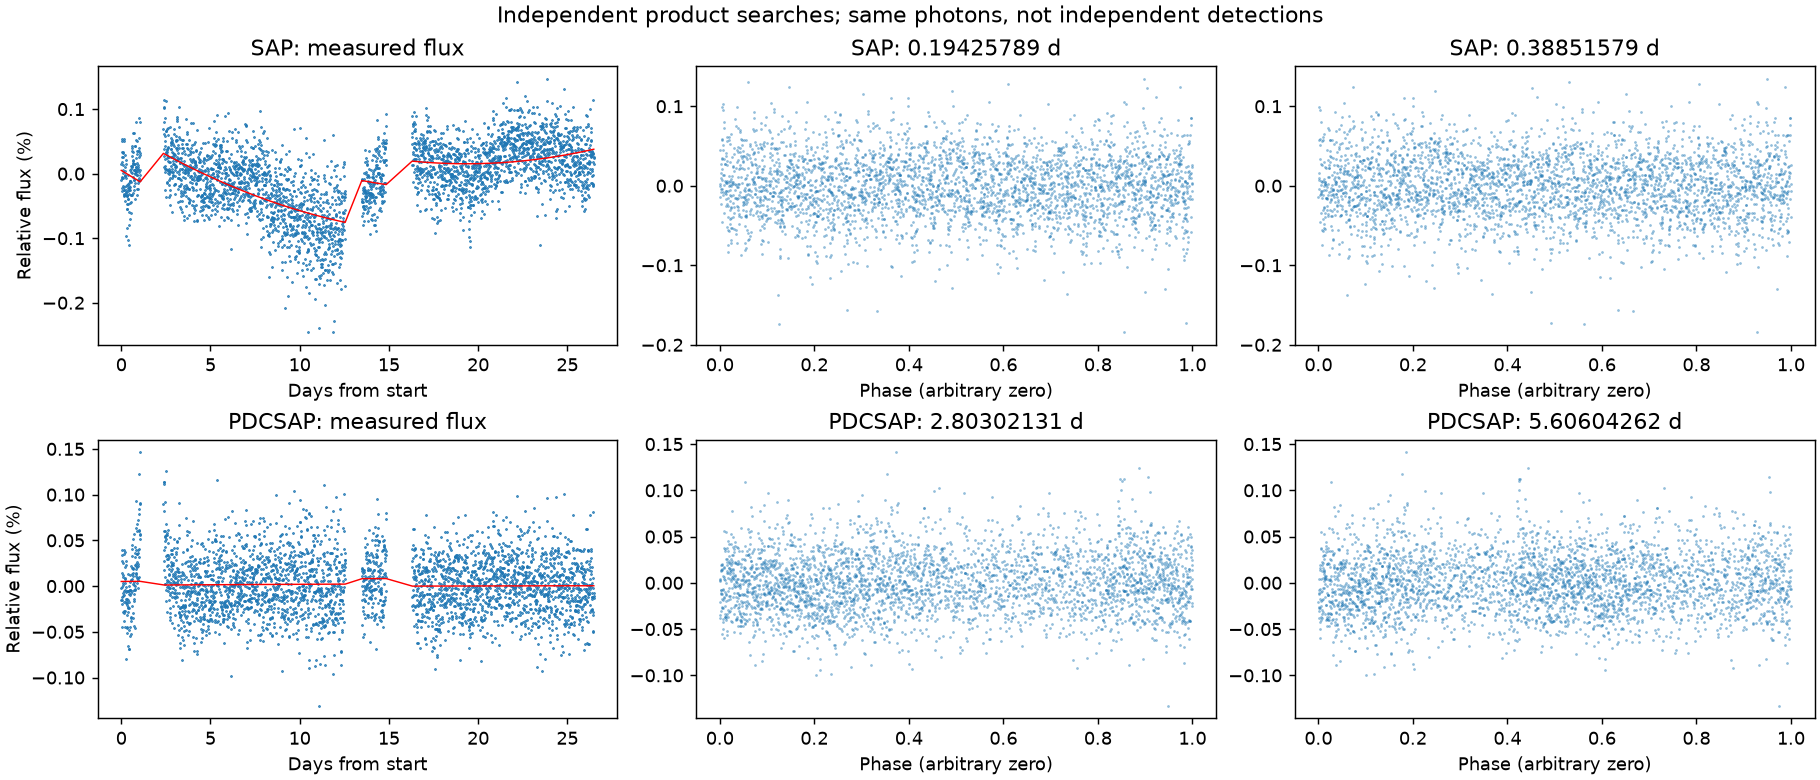 Independent product searches; same photons, not independent detections
SAP: measured flux
Relative flux (%)
0.1
0.0
−0.1
−0.2
0 5 10 15 20 25
Days from start
SAP: 0.19425789 d
0.1
0.0
−0.1
−0.2
0.0 0.2 0.4 0.6 0.8 1.0
Phase (arbitrary zero)
SAP: 0.38851579 d
0.1
0.0
−0.1
−0.2
0.0 0.2 0.4 0.6 0.8 1.0
Phase (arbitrary zero)
PDCSAP: measured flux
Relative flux (%)
0.15
0.10
0.05
0.00
−0.05
−0.10
0 5 10 15 20 25
Days from start
PDCSAP: 2.80302131 d
0.15
0.10
0.05
0.00
−0.05
−0.10
0.0 0.2 0.4 0.6 0.8 1.0
Phase (arbitrary zero)
PDCSAP: 5.60604262 d
0.15
0.10
0.05
0.00
−0.05
−0.10
0.0 0.2 0.4 0.6 0.8 1.0
Phase (arbitrary zero)